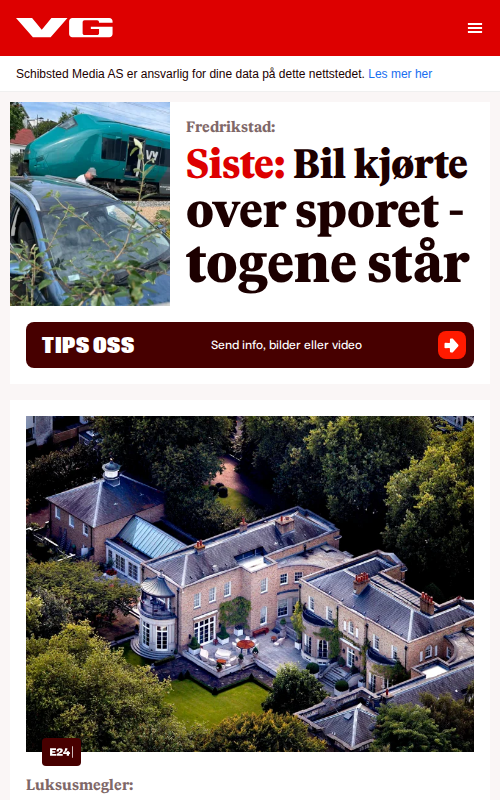 VG
Schibsted Media AS er ansvarlig for dine data på dette nettstedet. Les mer her
Fredrikstad:
Siste: Bil kjørte
over sporet -
togene står
TIPS OSS
Send info, bilder eller video
E24
Luksusmegler: